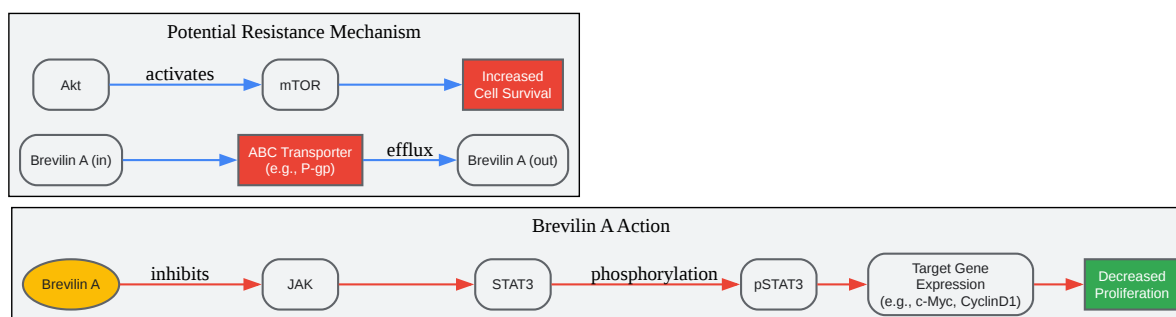 Potential Resistance Mechanism
Akt
activates
mTOR
Increased
Cell Survival
Brevilin A (in)
ABC Transporter
(e.g., P-gp)
efflux
Brevilin A (out)
Brevilin A Action
Brevilin A
inhibits
JAK
STAT3
phosphorylation
pSTAT3
Target Gene
Expression
(e.g., c-Myc, CyclinD1)
Decreased
Proliferation